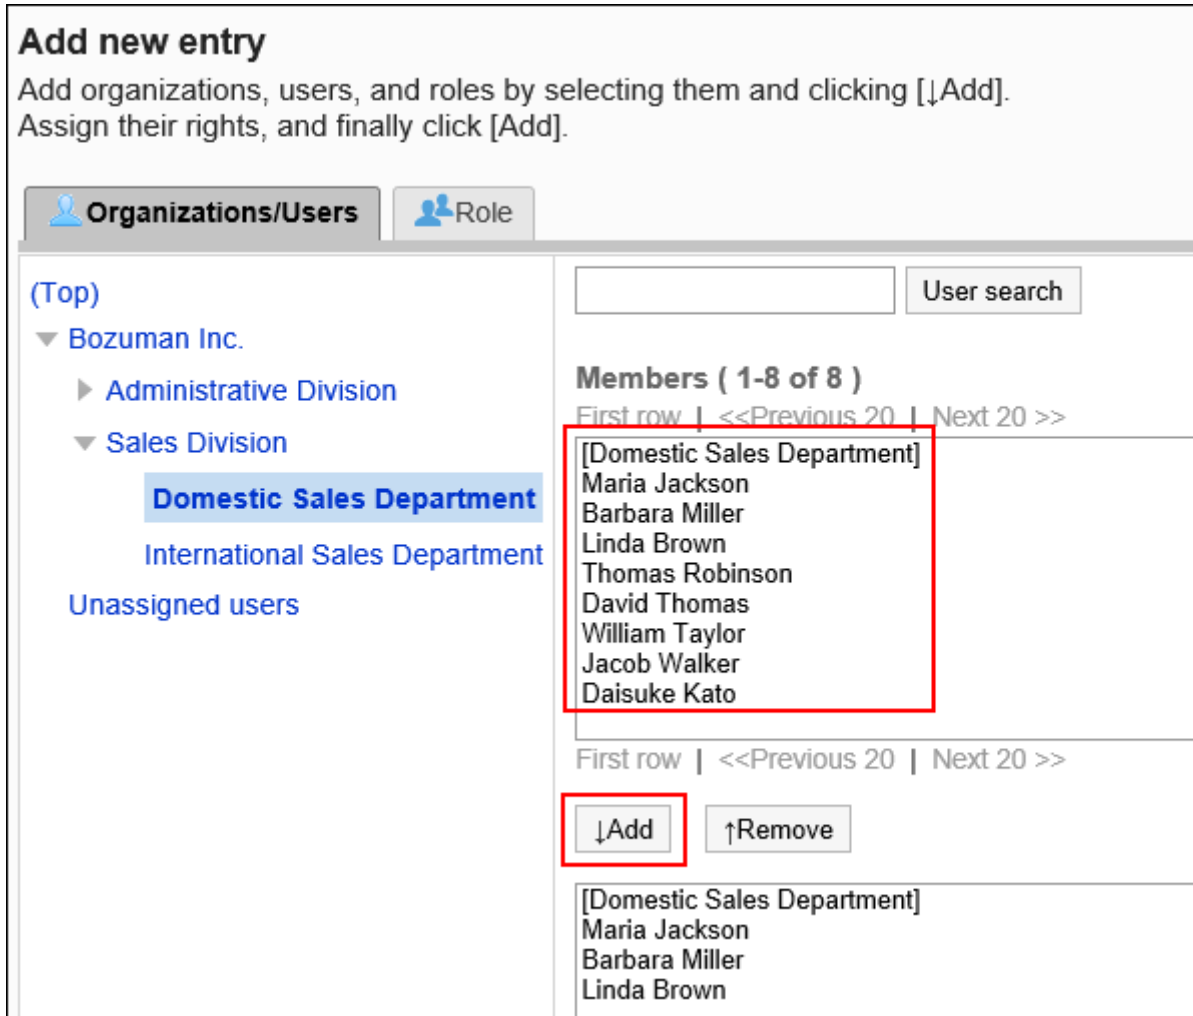 Add new entry
Add organizations, users, and roles by selecting them and clicking [↓Add].
Assign their rights, and finally click [Add].
Organizations/Users
Role
(Top)
Bozuman Inc.
Administrative Division
Sales Division
Domestic Sales Department
International Sales Department
Unassigned users
User search
Members ( 1-8 of 8 )
First row | <<Previous 20 | Next 20 >>
[Domestic Sales Department]
Maria Jackson
Barbara Miller
Linda Brown
Thomas Robinson
David Thomas
William Taylor
Jacob Walker
Daisuke Kato
First row | <<Previous 20 | Next 20 >>
↓Add
↑Remove
[Domestic Sales Department]
Maria Jackson
Barbara Miller
Linda Brown